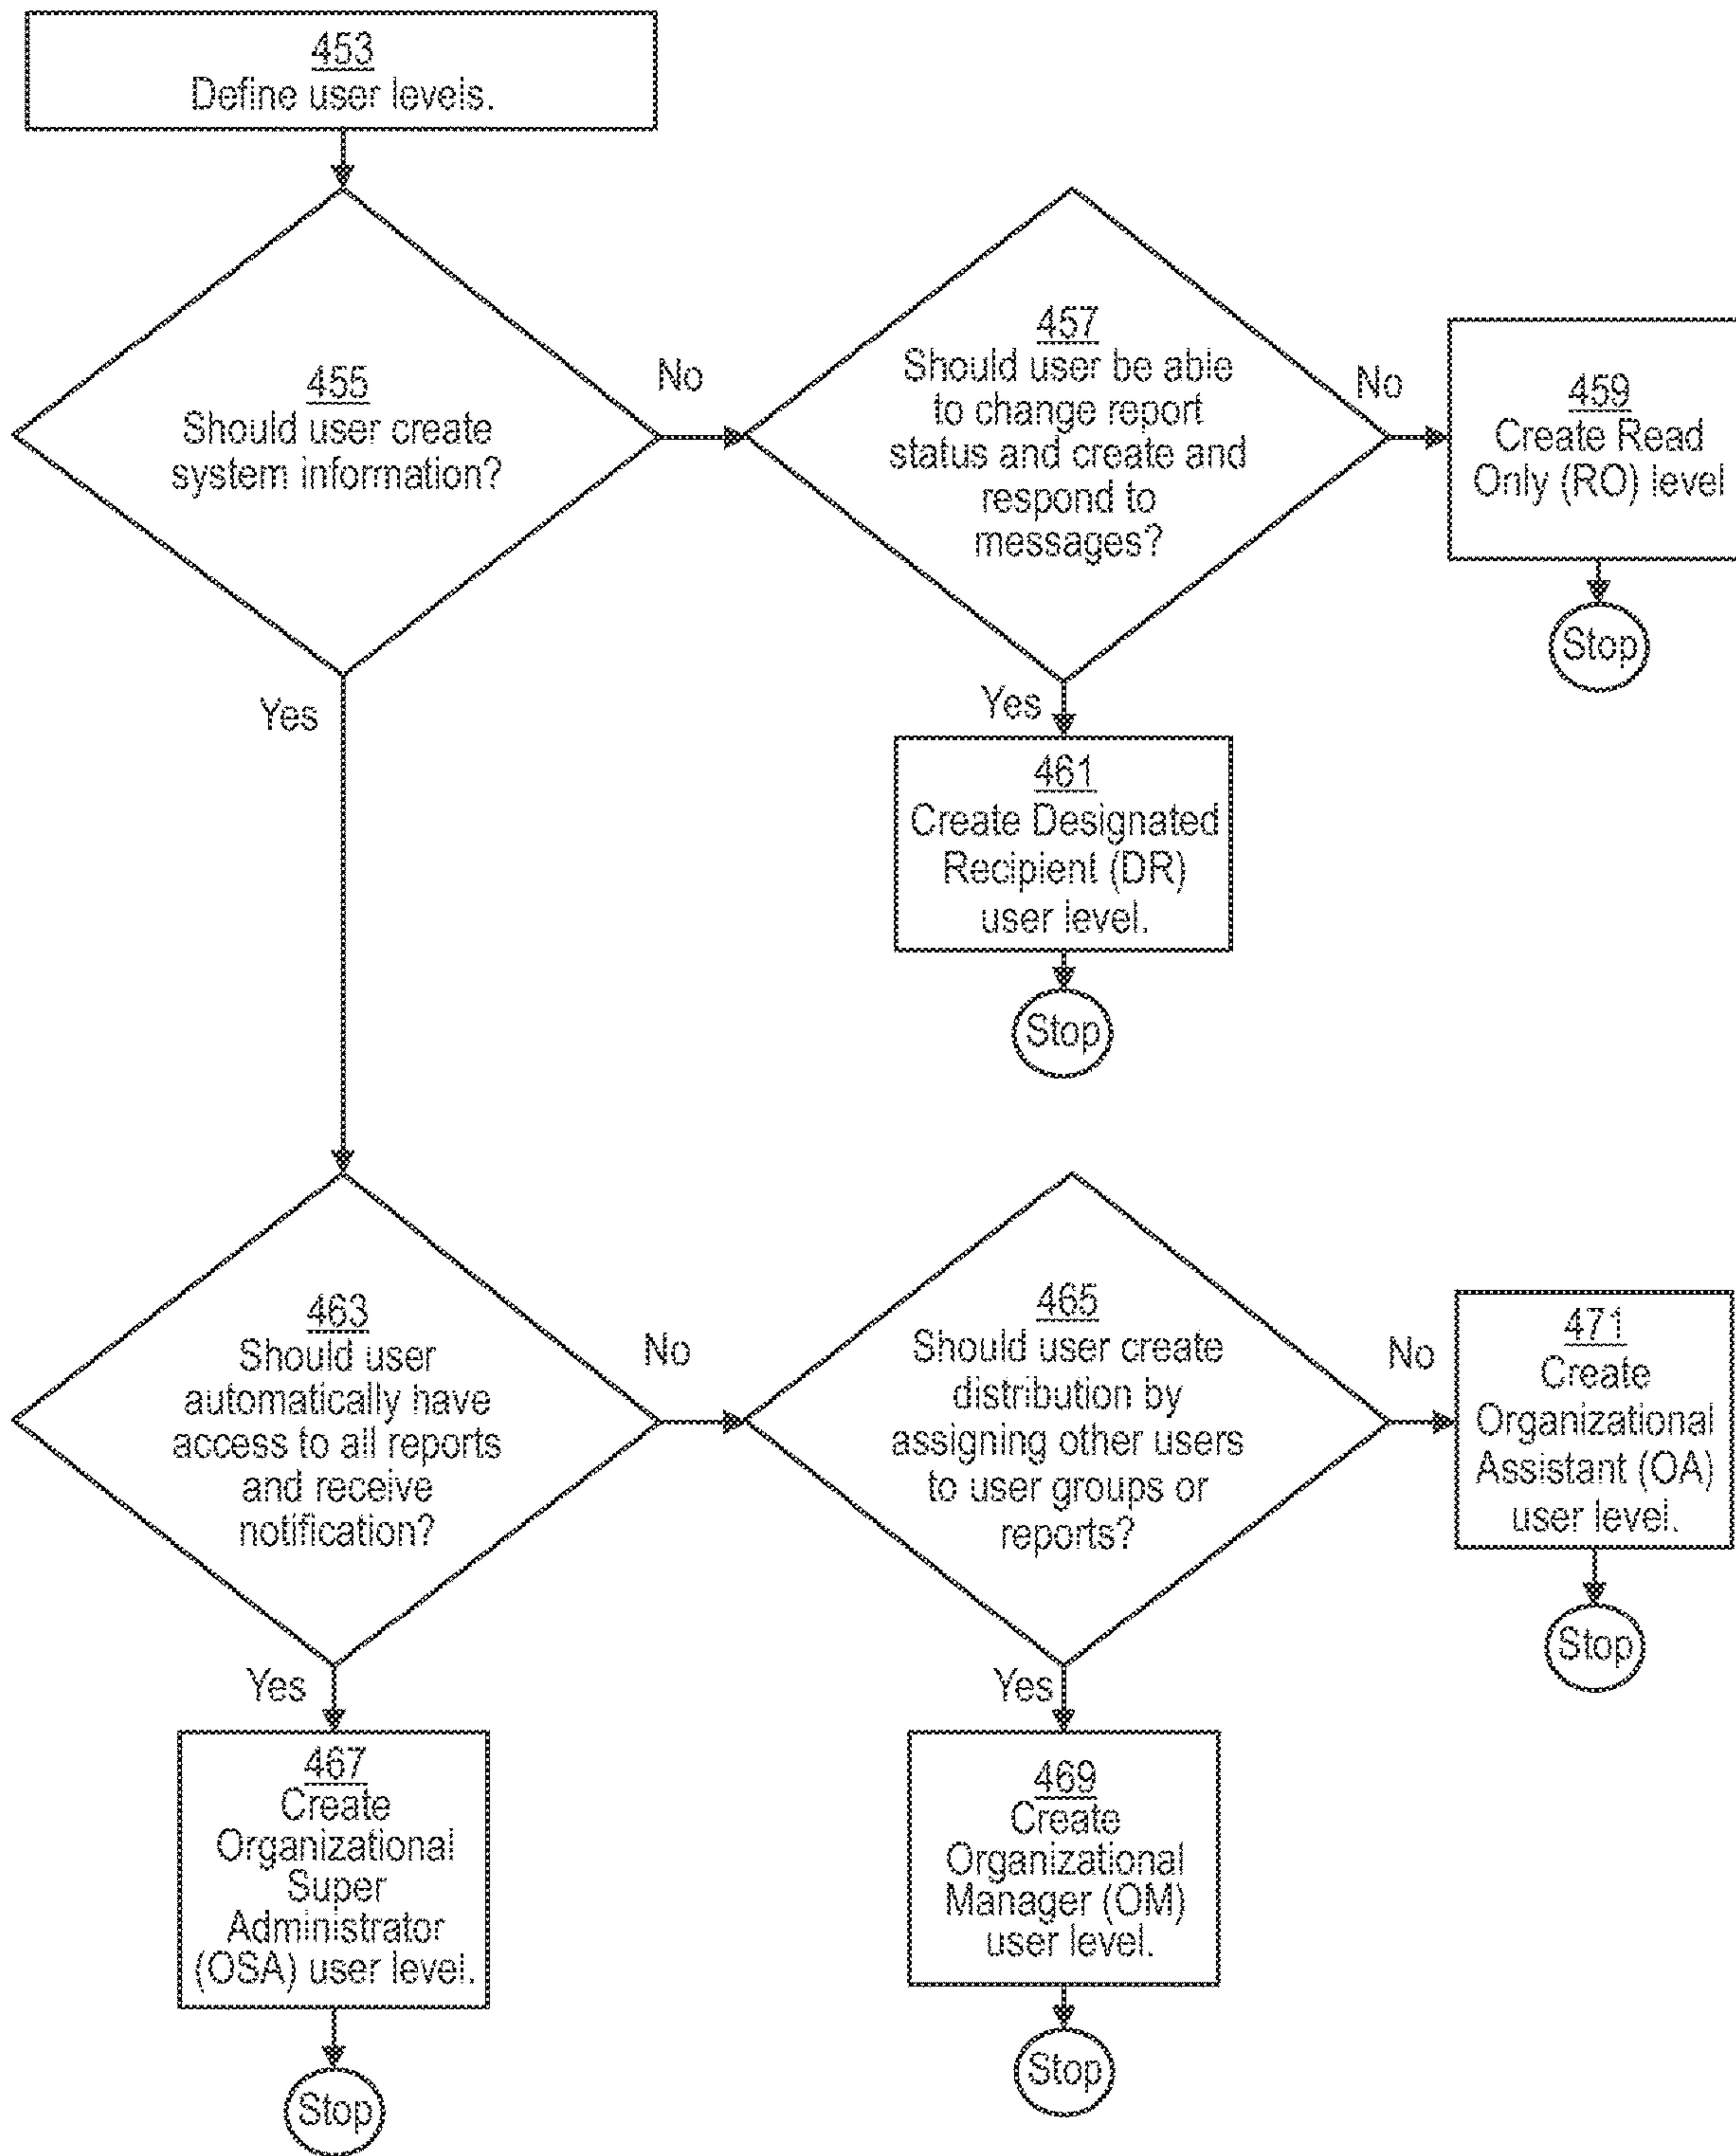 453
Define user levels.
455
Should user create
system information?
No
Yes
457
Should user be able
to change report
status and create and
respond to
messages?
No
Yes
459
Create Read
Only (RO) level
Stop
461
Create Designated
Recipient (DR)
user level.
Stop
463
Should user
automatically have
access to all reports
and receive
notification?
No
Yes
465
Should user create
distribution by
assigning other users
to user groups or
reports?
No
Yes
471
Create
Organizational
Assistant (OA)
user level.
Stop
467
Create
Organizational
Super
Administrator
(OSA) user level.
Stop
469
Create
Organizational
Manager (OM)
user level.
Stop